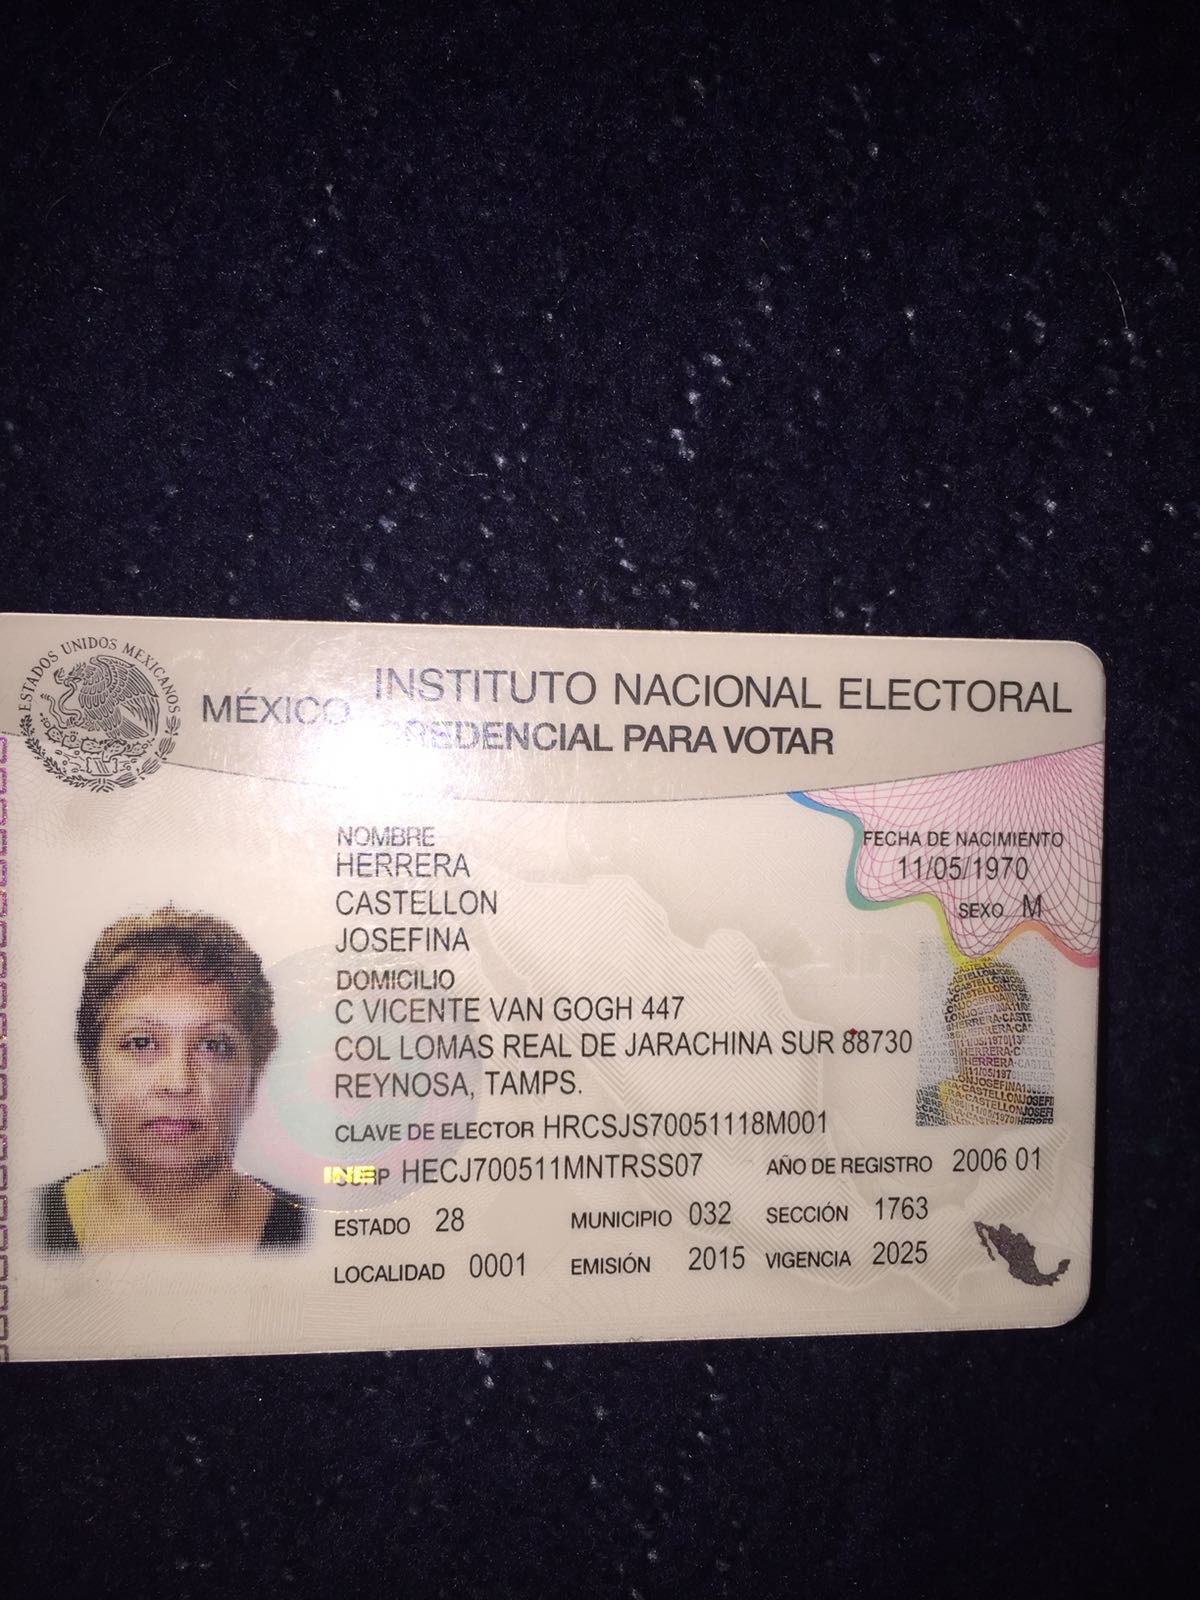 ESTADOS UNIDOS MEXICANOS
MÉXICO INSTITUTO NACIONAL ELECTORAL
CREDENCIAL PARA VOTAR
NOMBRE
HERRERA
CASTELLON
JOSEFINA
FECHA DE NACIMIENTO
11/05/1970
SEXO M
DOMICILIO
C VICENTE VAN GOGH 447
COL LOMAS REAL DE JARACHINA SUR 88730
REYNOSA, TAMPS.
CLAVE DE ELECTOR HRCSJS70051118M001
CURP HECJ700511MNTRSS07 AÑO DE REGISTRO 2006 01
INE
ESTADO 28 MUNICIPIO 032 SECCIÓN 1763
LOCALIDAD 0001 EMISIÓN 2015 VIGENCIA 2025